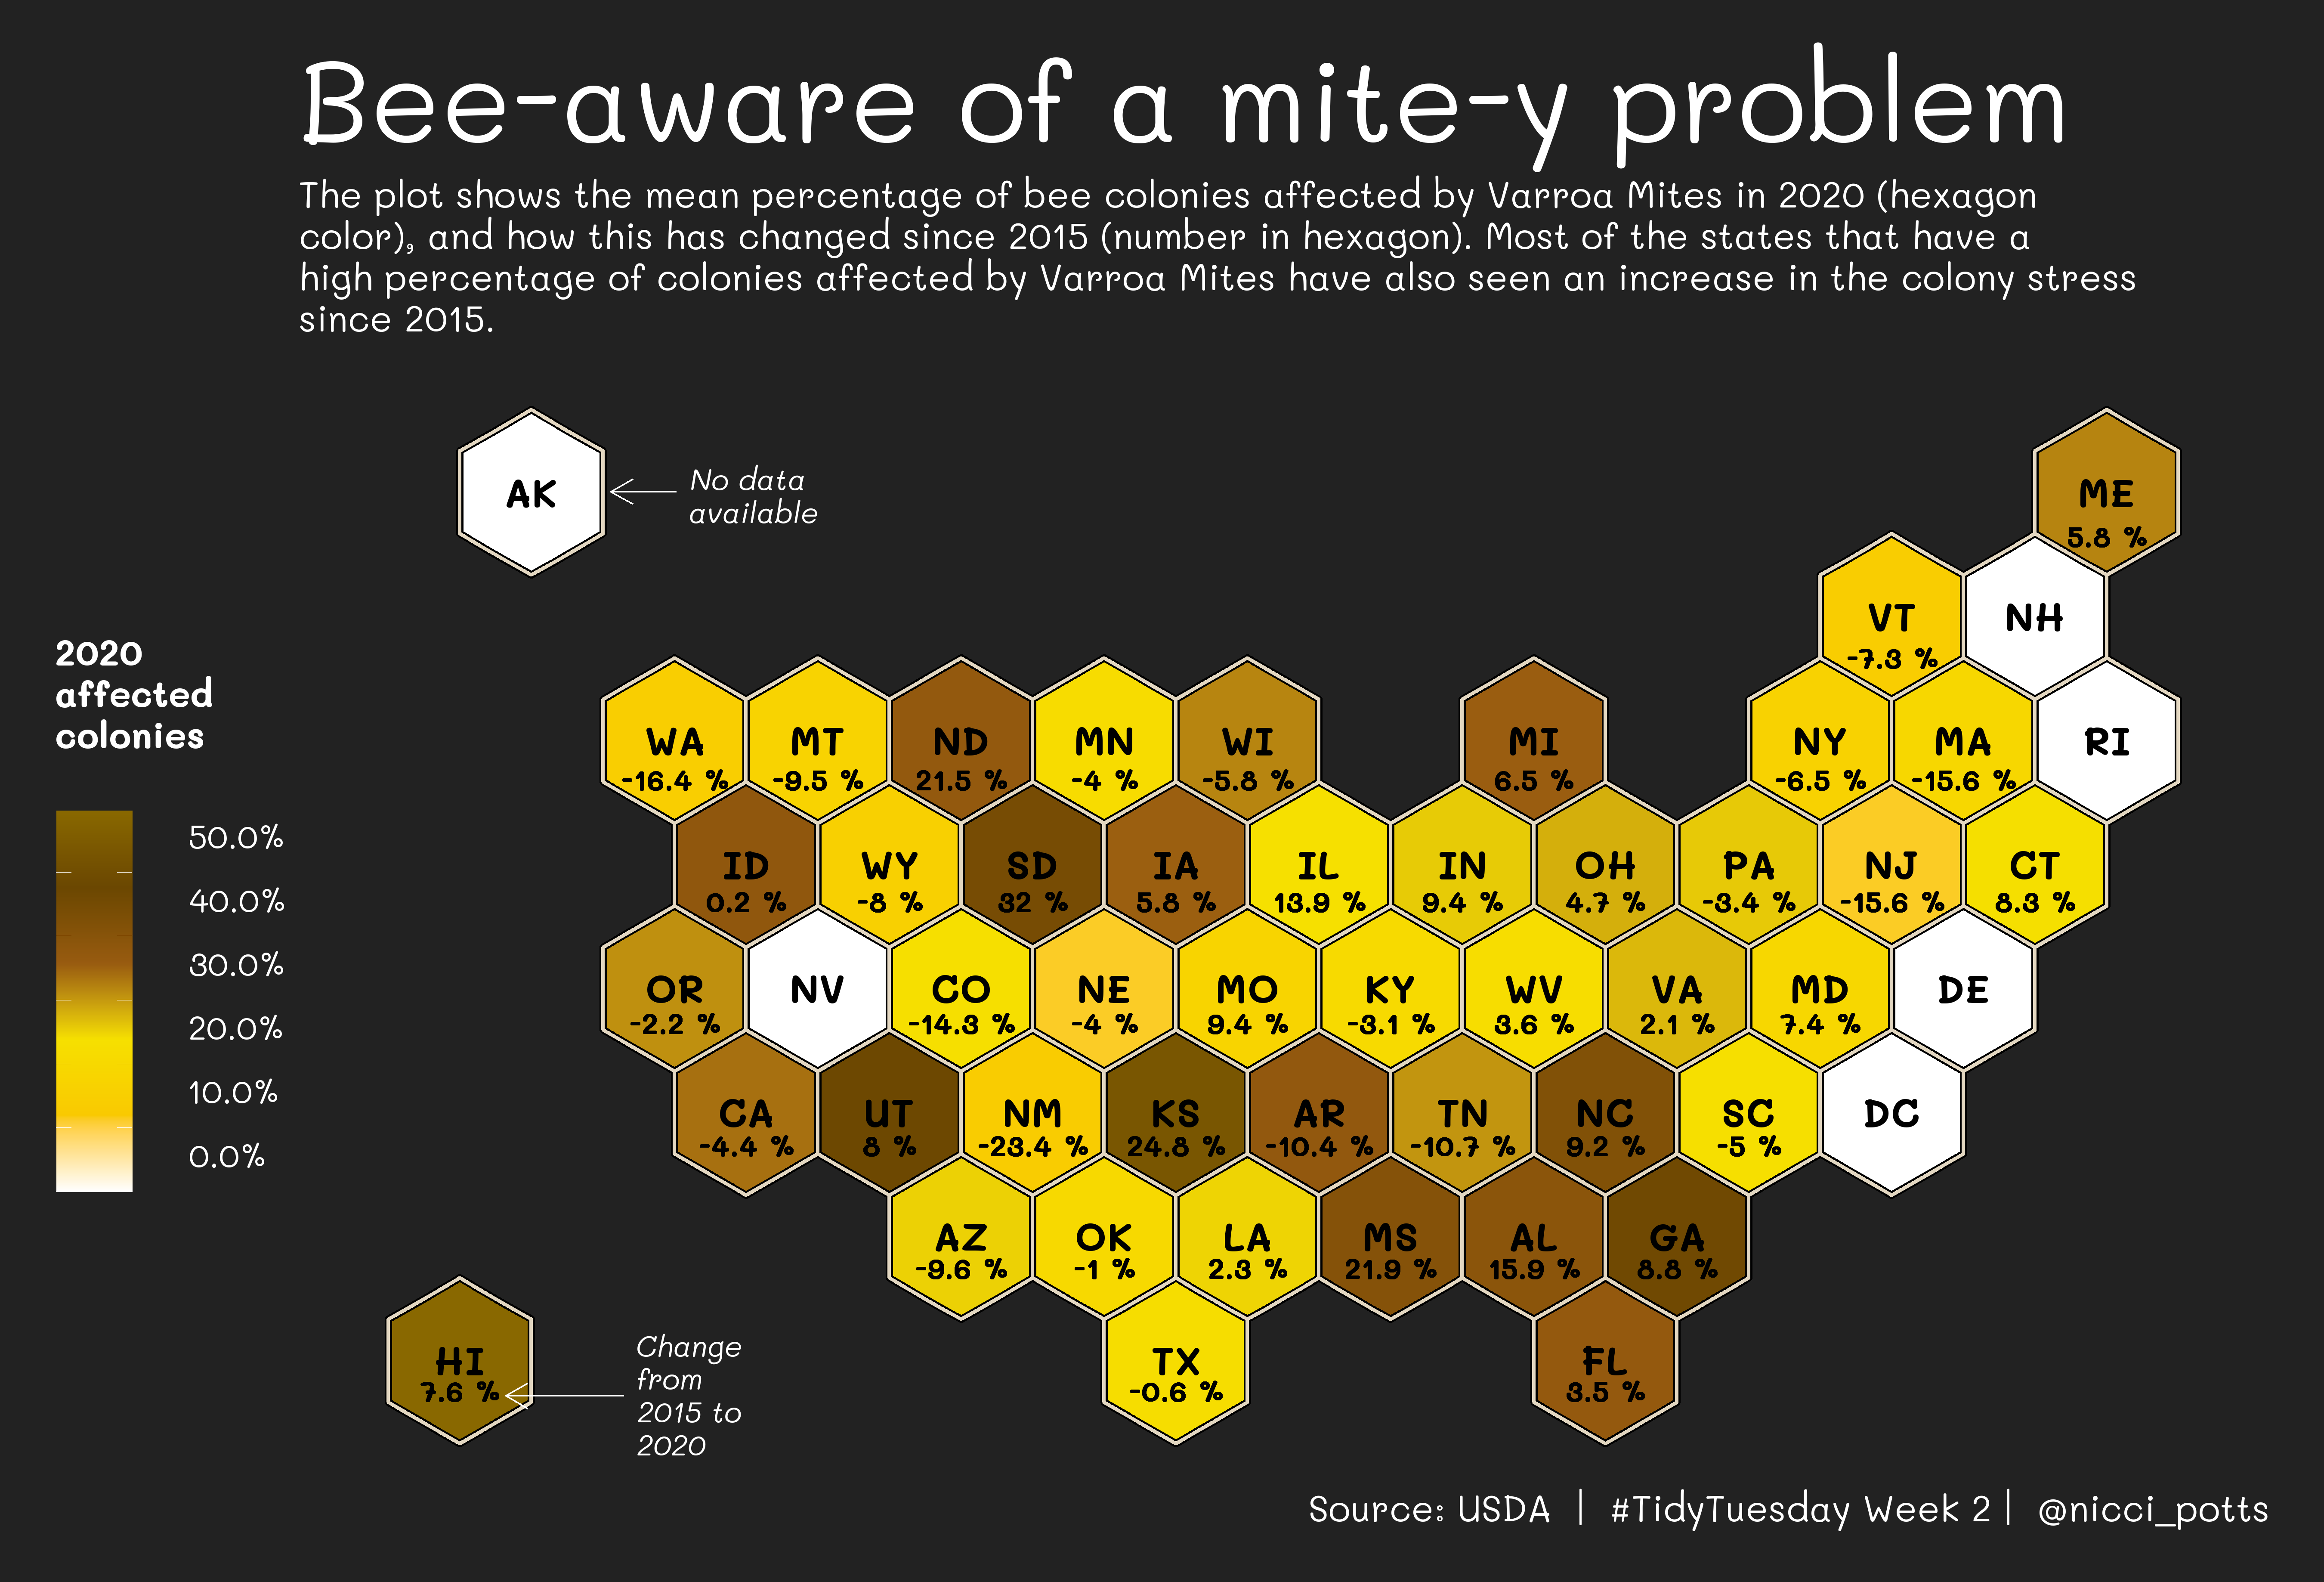 Bee-aware of a mite-y problem
The plot shows the mean percentage of bee colonies affected by Varroa Mites in 2020 (hexagon
color), and how this has changed since 2015 (number in hexagon). Most of the states that have a
high percentage of colonies affected by Varroa Mites have also seen an increase in the colony stress
since 2015.
AK
No data
available
ME
5.8 %
VT
-7.3 %
NH
2020
affected
colonies
50.0%
40.0%
30.0%
20.0%
10.0%
0.0%
WA
-16.4 %
MT
-9.5 %
ND
21.5 %
MN
-4 %
WI
-5.8 %
MI
6.5 %
NY
-6.5 %
MA
-15.6 %
RI
ID
0.2 %
WY
-8 %
SD
32 %
IA
5.8 %
IL
13.9 %
IN
9.4 %
OH
4.7 %
PA
-3.4 %
NJ
-15.6 %
CT
8.3 %
OR
-2.2 %
NV
CO
-14.3 %
NE
-4 %
MO
9.4 %
KY
-3.1 %
WV
3.6 %
VA
2.1 %
MD
7.4 %
DE
CA
-4.4 %
UT
8 %
NM
-23.4 %
KS
24.8 %
AR
-10.4 %
TN
-10.7 %
NC
9.2 %
SC
-5 %
DC
AZ
-9.6 %
OK
-1 %
LA
2.3 %
MS
21.9 %
AL
15.9 %
GA
8.8 %
HI
7.6 %
Change
from
2015 to
2020
TX
-0.6 %
FL
3.5 %
Source: USDA | #TidyTuesday Week 2 | @nicci_potts